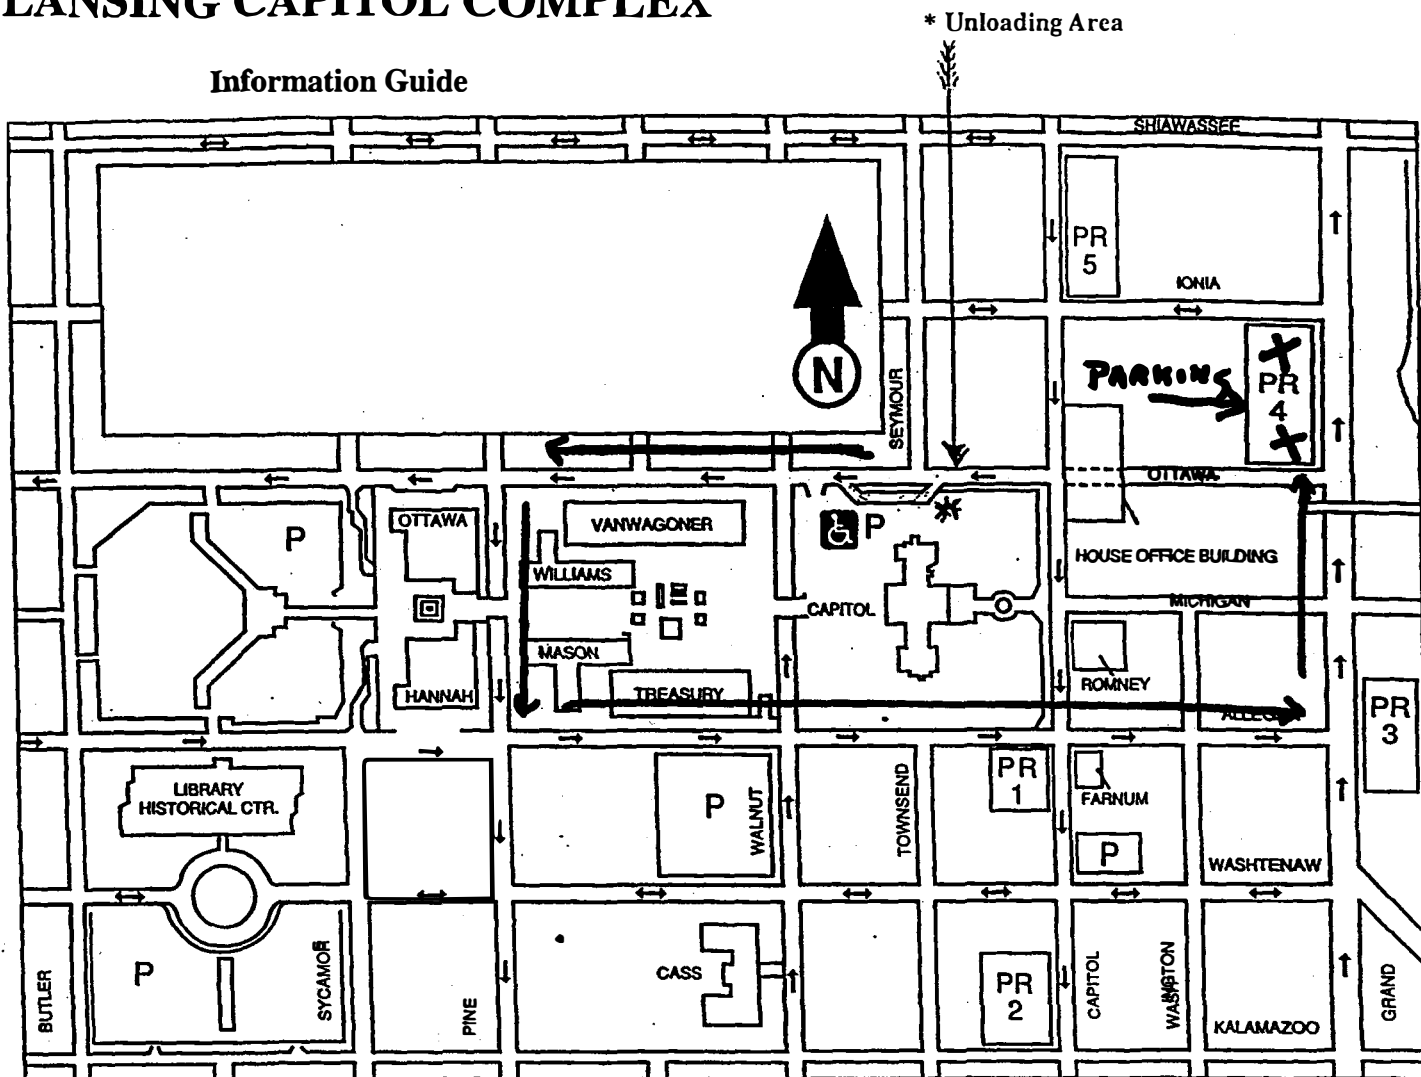 LANSING CAPITOL COMPLEX
* Unloading Area
Information Guide
SHIAWASSEE
PR
5
IONIA
N
SEYMOUR
PARKING
PR
4
OTTAWA
OTTAWA
P
VANWAGONER
P
*
HOUSE OFFICE BUILDING
WILLIAMS
CAPITOL
MICHIGAN
MASON
ROMNEY
HANNAH
TREASURY
PR
3
LIBRARY
HISTORICAL CTR.
P
WALNUT
TOWNSEND
PR
1
FARNUM
P
WASHTENAW
BUTLER
P
SYCAMOR
PINE
CASS
PR
2
CAPITOL
KALAMAZOO
GRAND